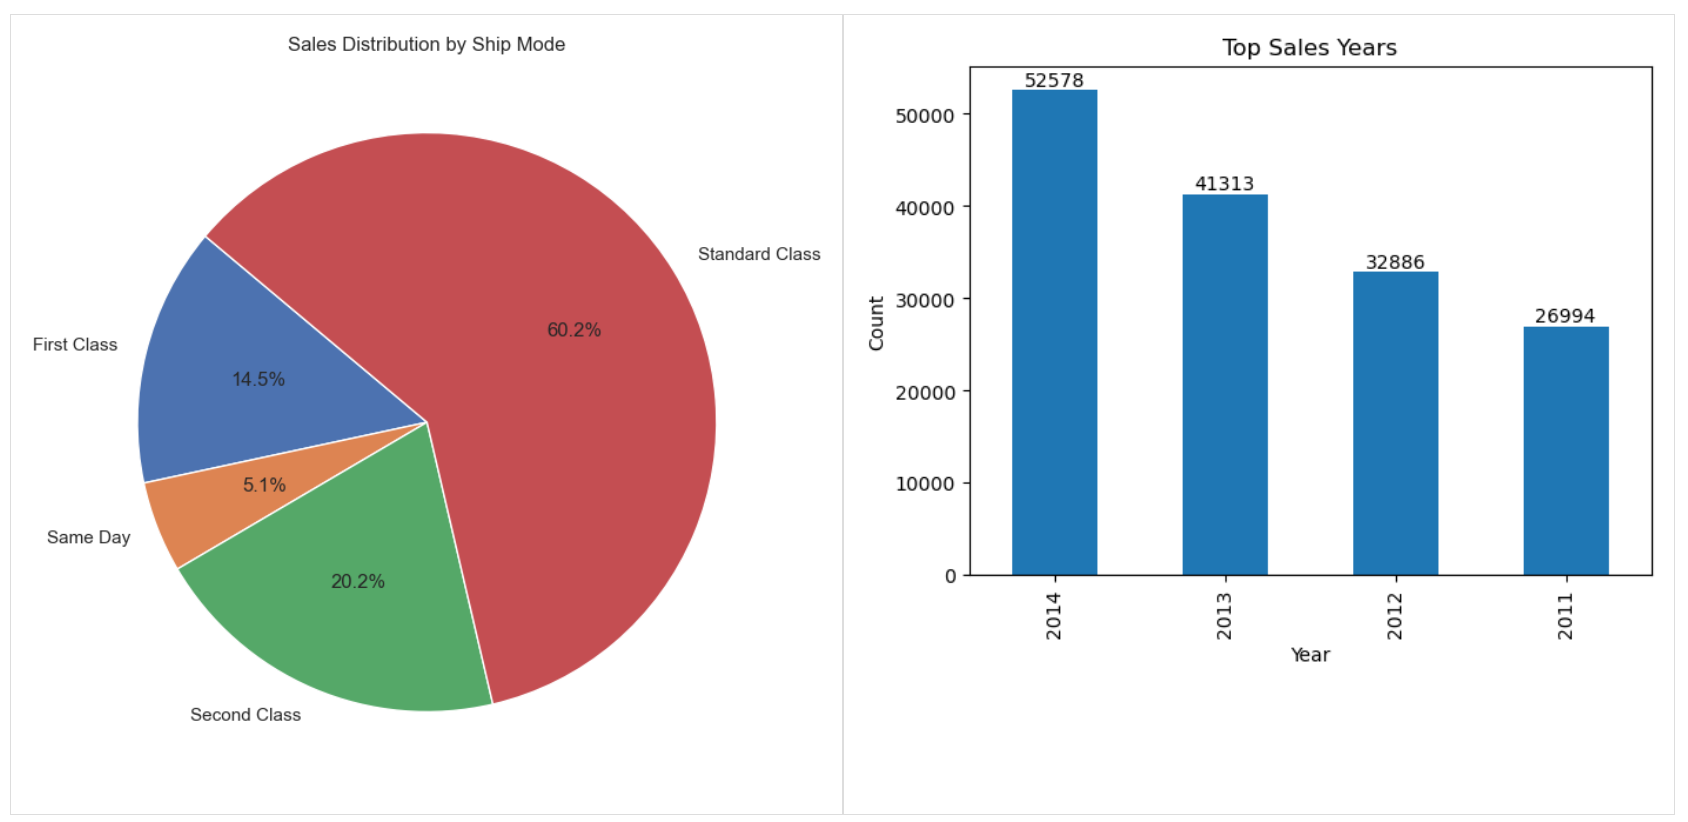 Sales Distribution by Ship Mode
Standard Class
60.2%
First Class
14.5%
5.1%
Same Day
20.2%
Second Class
Top Sales Years
52578
50000
41313
40000
32886
30000
26994
Count
20000
10000
0
2014
2013
2012
2011
Year